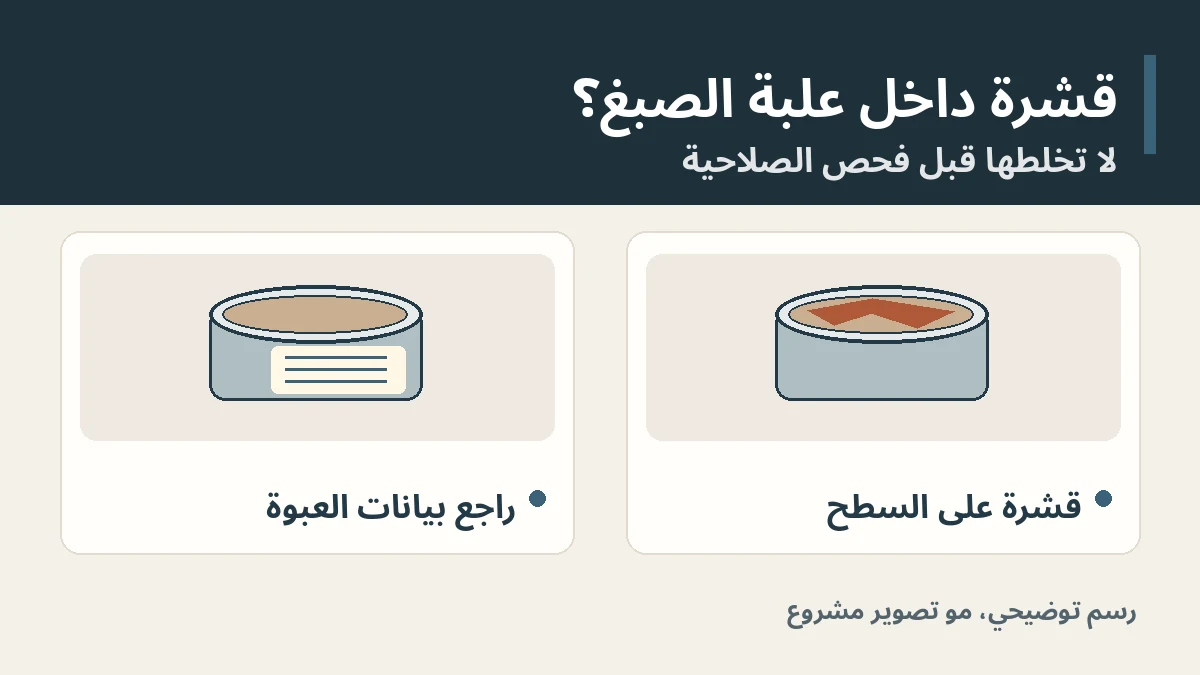 قشرة داخل علبة الصبغ؟
لا تخلطها قبل فحص الصلاحية
قشرة على السطح
راجع بيانات العبوة
رسم توضيحي، مو تصوير مشروع